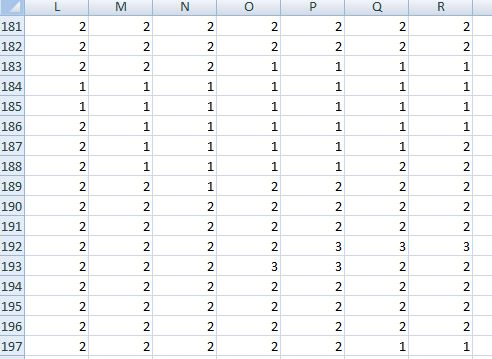 L M N O P Q R
181 2 2 2 2 2 2 2
182 2 2 2 2 2 2 2
183 2 2 2 1 1 1 1
184 1 1 1 1 1 1 1
185 1 1 1 1 1 1 1
186 2 1 1 1 1 1 1
187 2 1 1 1 1 1 2
188 2 1 1 1 1 2 2
189 2 2 1 2 2 2 2
190 2 2 2 2 2 2 2
191 2 2 2 2 2 2 2
192 2 2 2 2 3 3 3
193 2 2 2 3 3 2 2
194 2 2 2 2 2 2 2
195 2 2 2 2 2 2 2
196 2 2 2 2 2 2 2
197 2 2 2 2 2 1 1